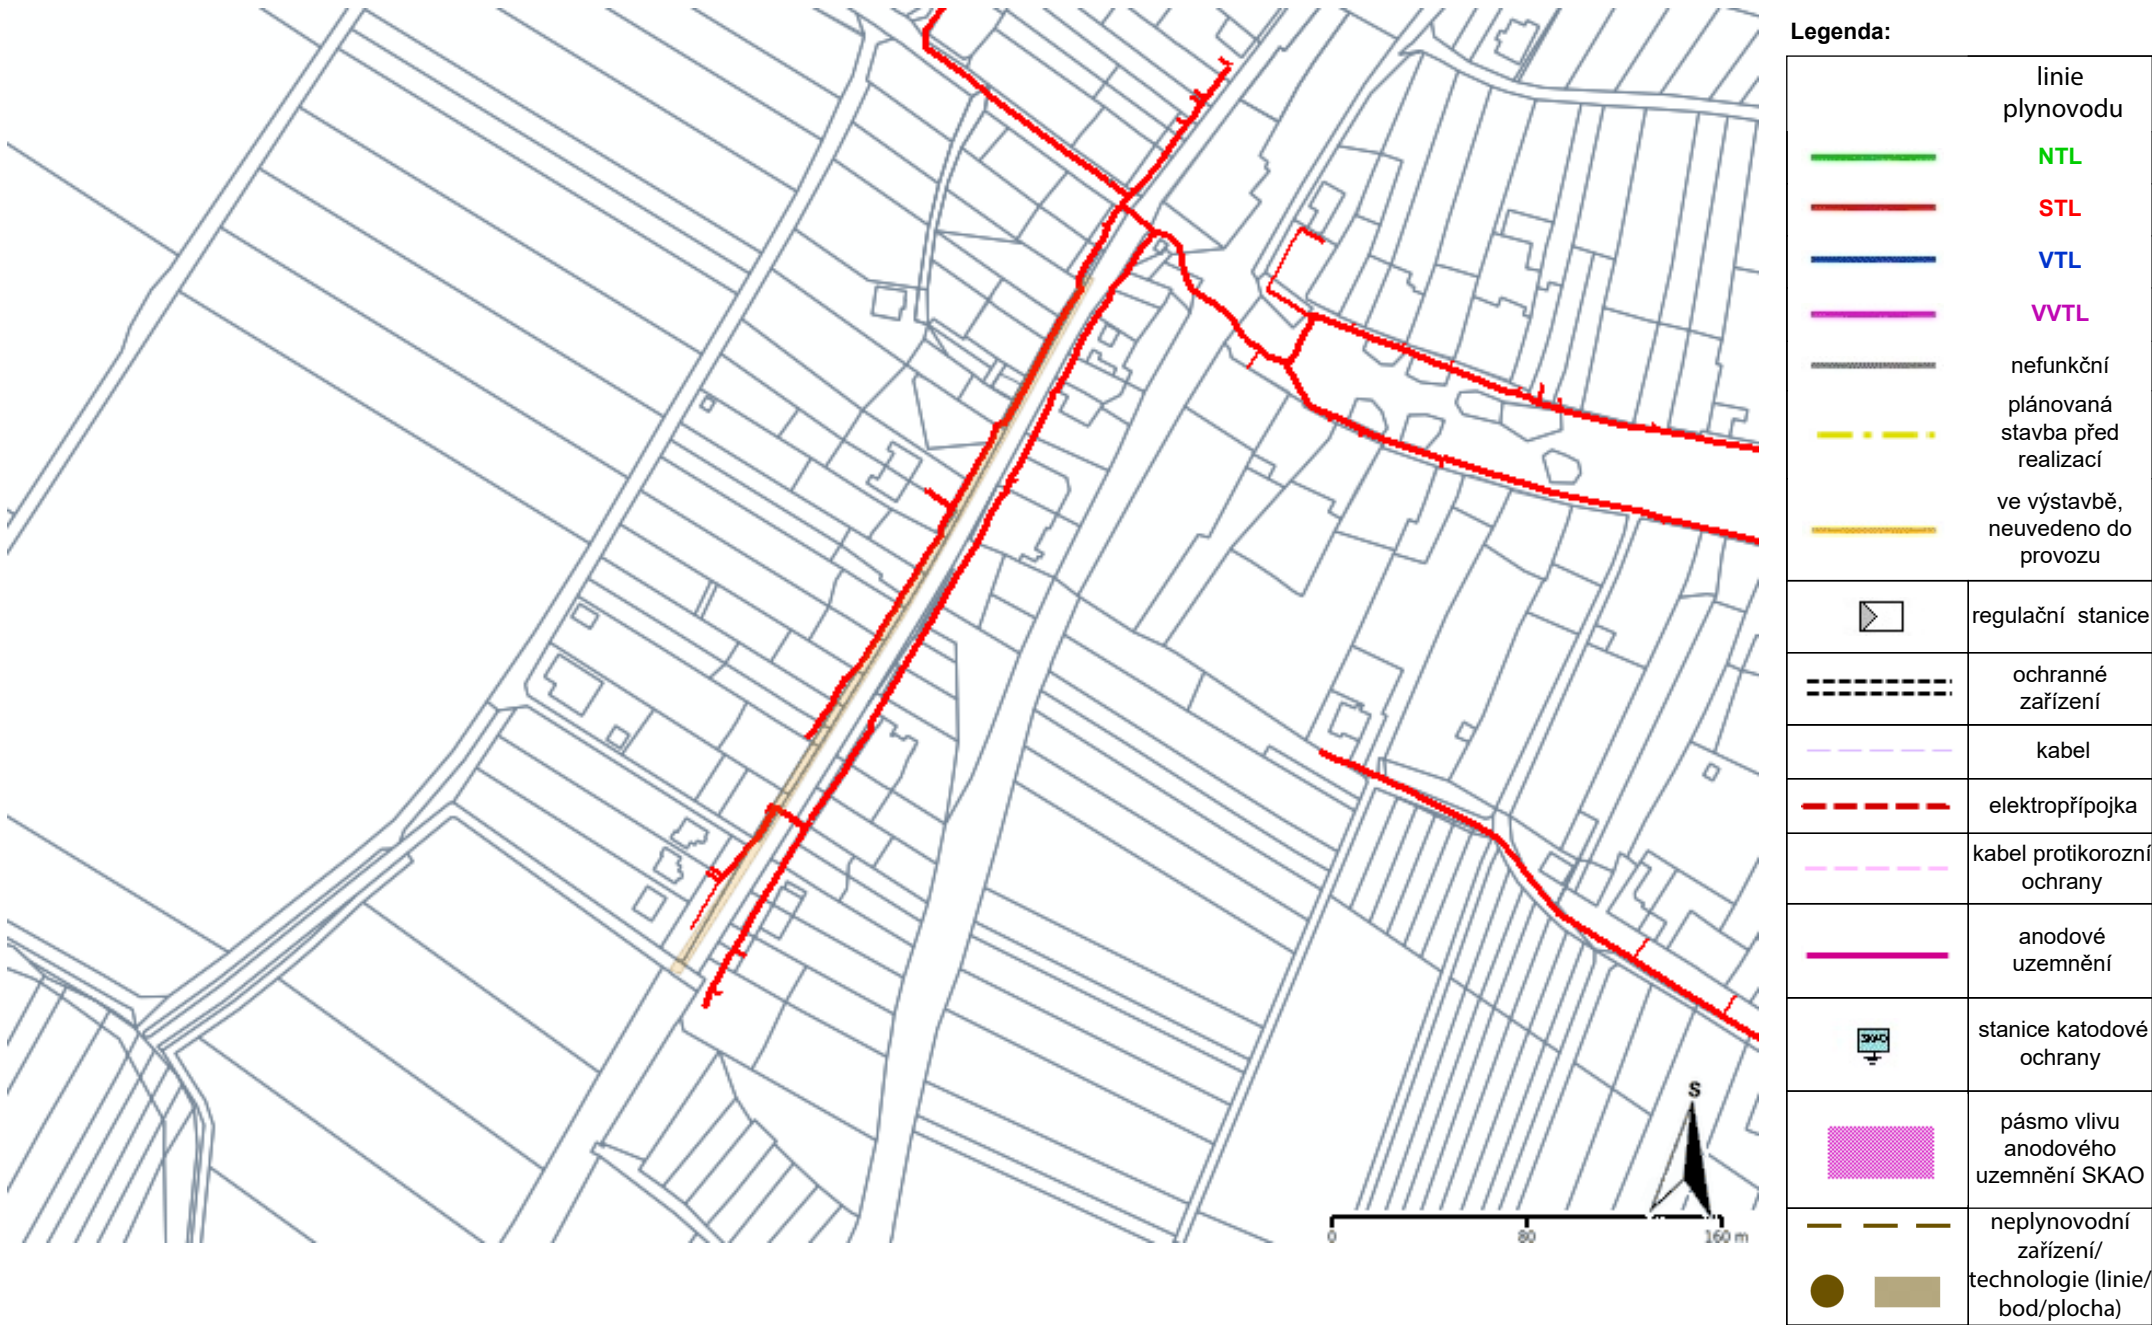 Legenda:
linie
plynovodu
NTL
STL
VTL
VVTL
nefunkční
plánovaná
stavba před
realizací
ve výstavbě,
neuvedeno do
provozu
regulační stanice
ochranné
zařízení
kabel
elektropřípojka
kabel protikorozní
ochrany
anodové
uzemnění
SKAO
stanice katodové
ochrany
pásmo vlivu
anodového
uzemnění SKAO
neplynovodní
zařízení/
technologie (linie/
bod/plocha)
S
0 80 160 m